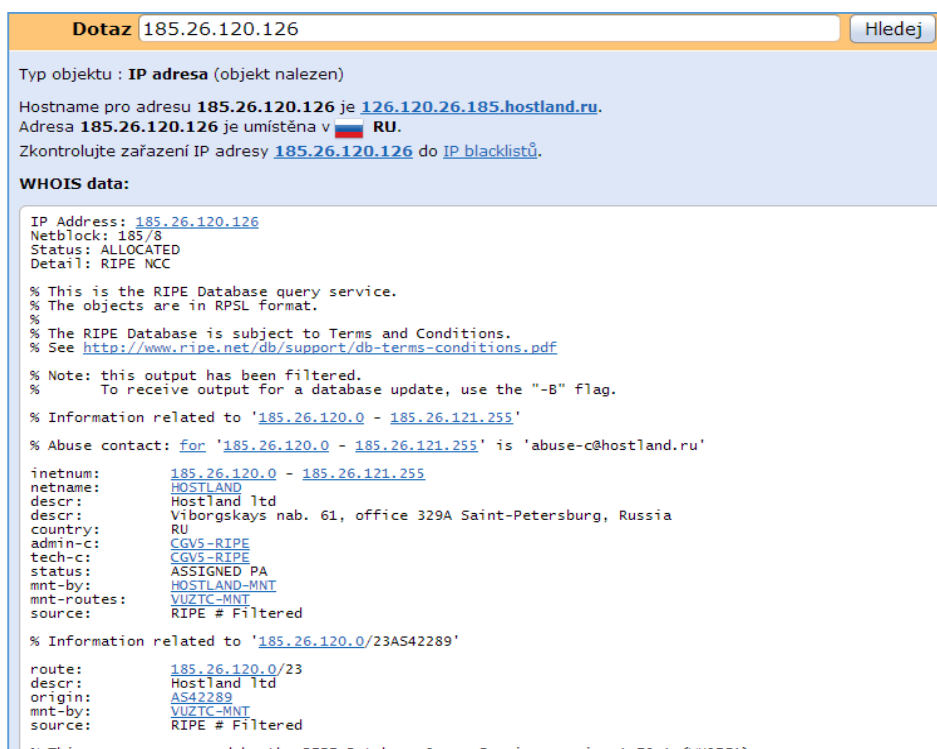 Dotaz 185.26.120.126 Hledej
Typ objektu : IP adresa (objekt nalezen)
Hostname pro adresu 185.26.120.126 je 126.120.26.185.hostland.ru.
Adresa 185.26.120.126 je umístěna v RU.
Zkontrolujte zařazení IP adresy 185.26.120.126 do IP blacklistů.
WHOIS data:
IP Address: 185.26.120.126
Netblock: 185/8
Status: ALLOCATED
Detail: RIPE NCC
% This is the RIPE Database query service.
% The objects are in RPSL format.
%
% The RIPE Database is subject to Terms and Conditions.
% See http://www.ripe.net/db/support/db-terms-conditions.pdf
% Note: this output has been filtered.
% To receive output for a database update, use the "-B" flag.
% Information related to '185.26.120.0 - 185.26.121.255'
% Abuse contact: for '185.26.120.0 - 185.26.121.255' is 'abuse-c@hostland.ru'
inetnum: 185.26.120.0 - 185.26.121.255
netname: HOSTLAND
descr: Hostland ltd
descr: Viborgskays nab. 61, office 329A Saint-Petersburg, Russia
country: RU
admin-c: CGV5-RIPE
tech-c: CGV5-RIPE
status: ASSIGNED PA
mnt-by: HOSTLAND-MNT
mnt-routes: VUZTC-MNT
source: RIPE # Filtered
% Information related to '185.26.120.0/23AS42289'
route: 185.26.120.0/23
descr: Hostland ltd
origin: AS42289
mnt-by: VUZTC-MNT
source: RIPE # Filtered